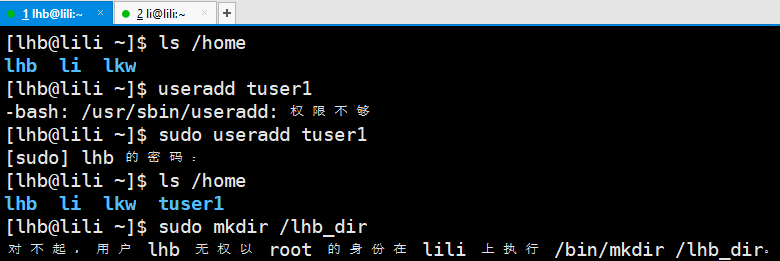 1 lhb@lili:~ × 2 li@lili:~ × +
[lhb@lili ~]$ ls /home
lhb li lkw
[lhb@lili ~]$ useradd tuser1
-bash: /usr/sbin/useradd: 权限不够
[lhb@lili ~]$ sudo useradd tuser1
[sudo] lhb 的密码：
[lhb@lili ~]$ ls /home
lhb li lkw tuser1
[lhb@lili ~]$ sudo mkdir /lhb_dir
对不起，用户 lhb 无权以 root 的身份在 lili 上执行 /bin/mkdir /lhb_dir。